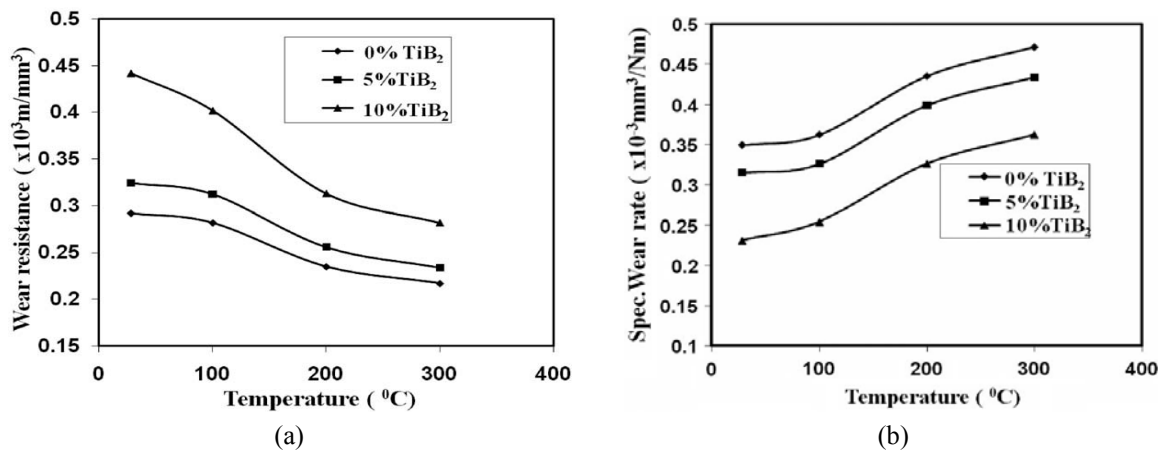 0.5
0.45
0.4
0.35
0.3
0.25
0.2
0.15
0 100 200 300 400
Wear resistance ( x10³m/mm³)
Temperature ( ⁰C)
0% TiB₂
5%TiB₂
10%TiB₂
(a)
0.5
0.45
0.4
0.35
0.3
0.25
0.2
0.15
0.1
0 100 200 300 400
Spec.Wear rate ( x10⁻³mm³/Nm)
Temperature ( ⁰C)
0% TiB₂
5%TiB₂
10%TiB₂
(b)